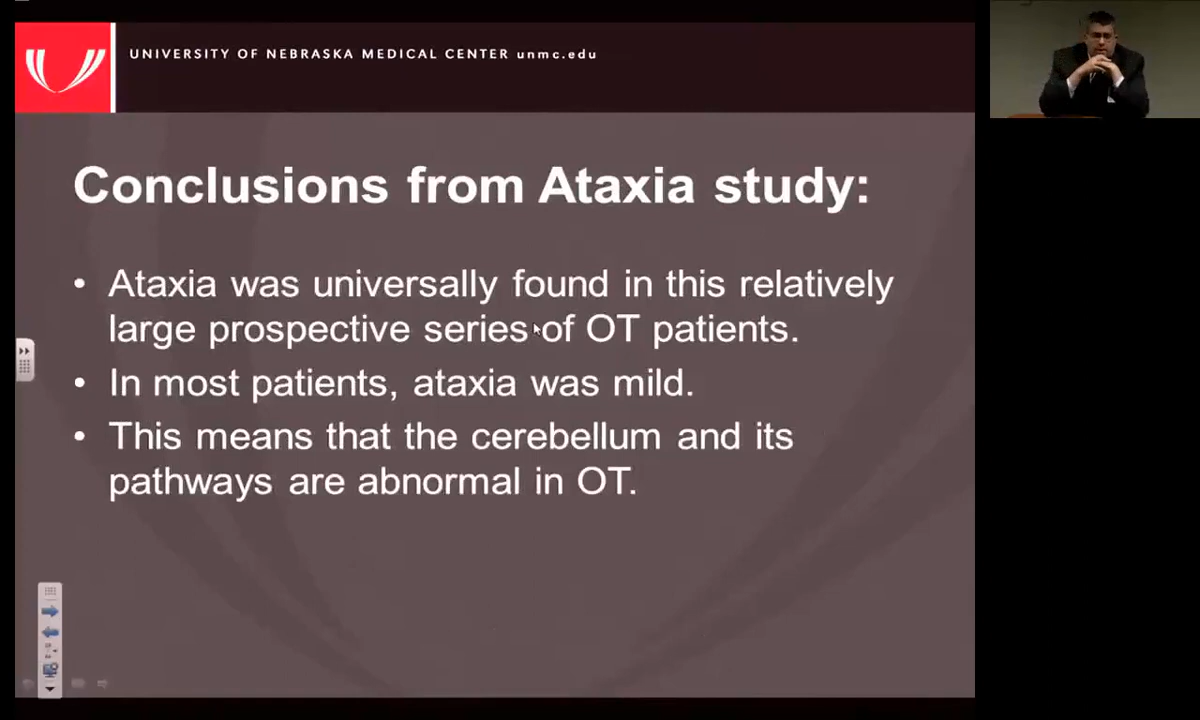 UNIVERSITY OF NEBRASKA MEDICAL CENTER unmc.edu
Conclusions from Ataxia study:
• Ataxia was universally found in this relatively
large prospective series of OT patients.
• In most patients, ataxia was mild.
• This means that the cerebellum and its
pathways are abnormal in OT.